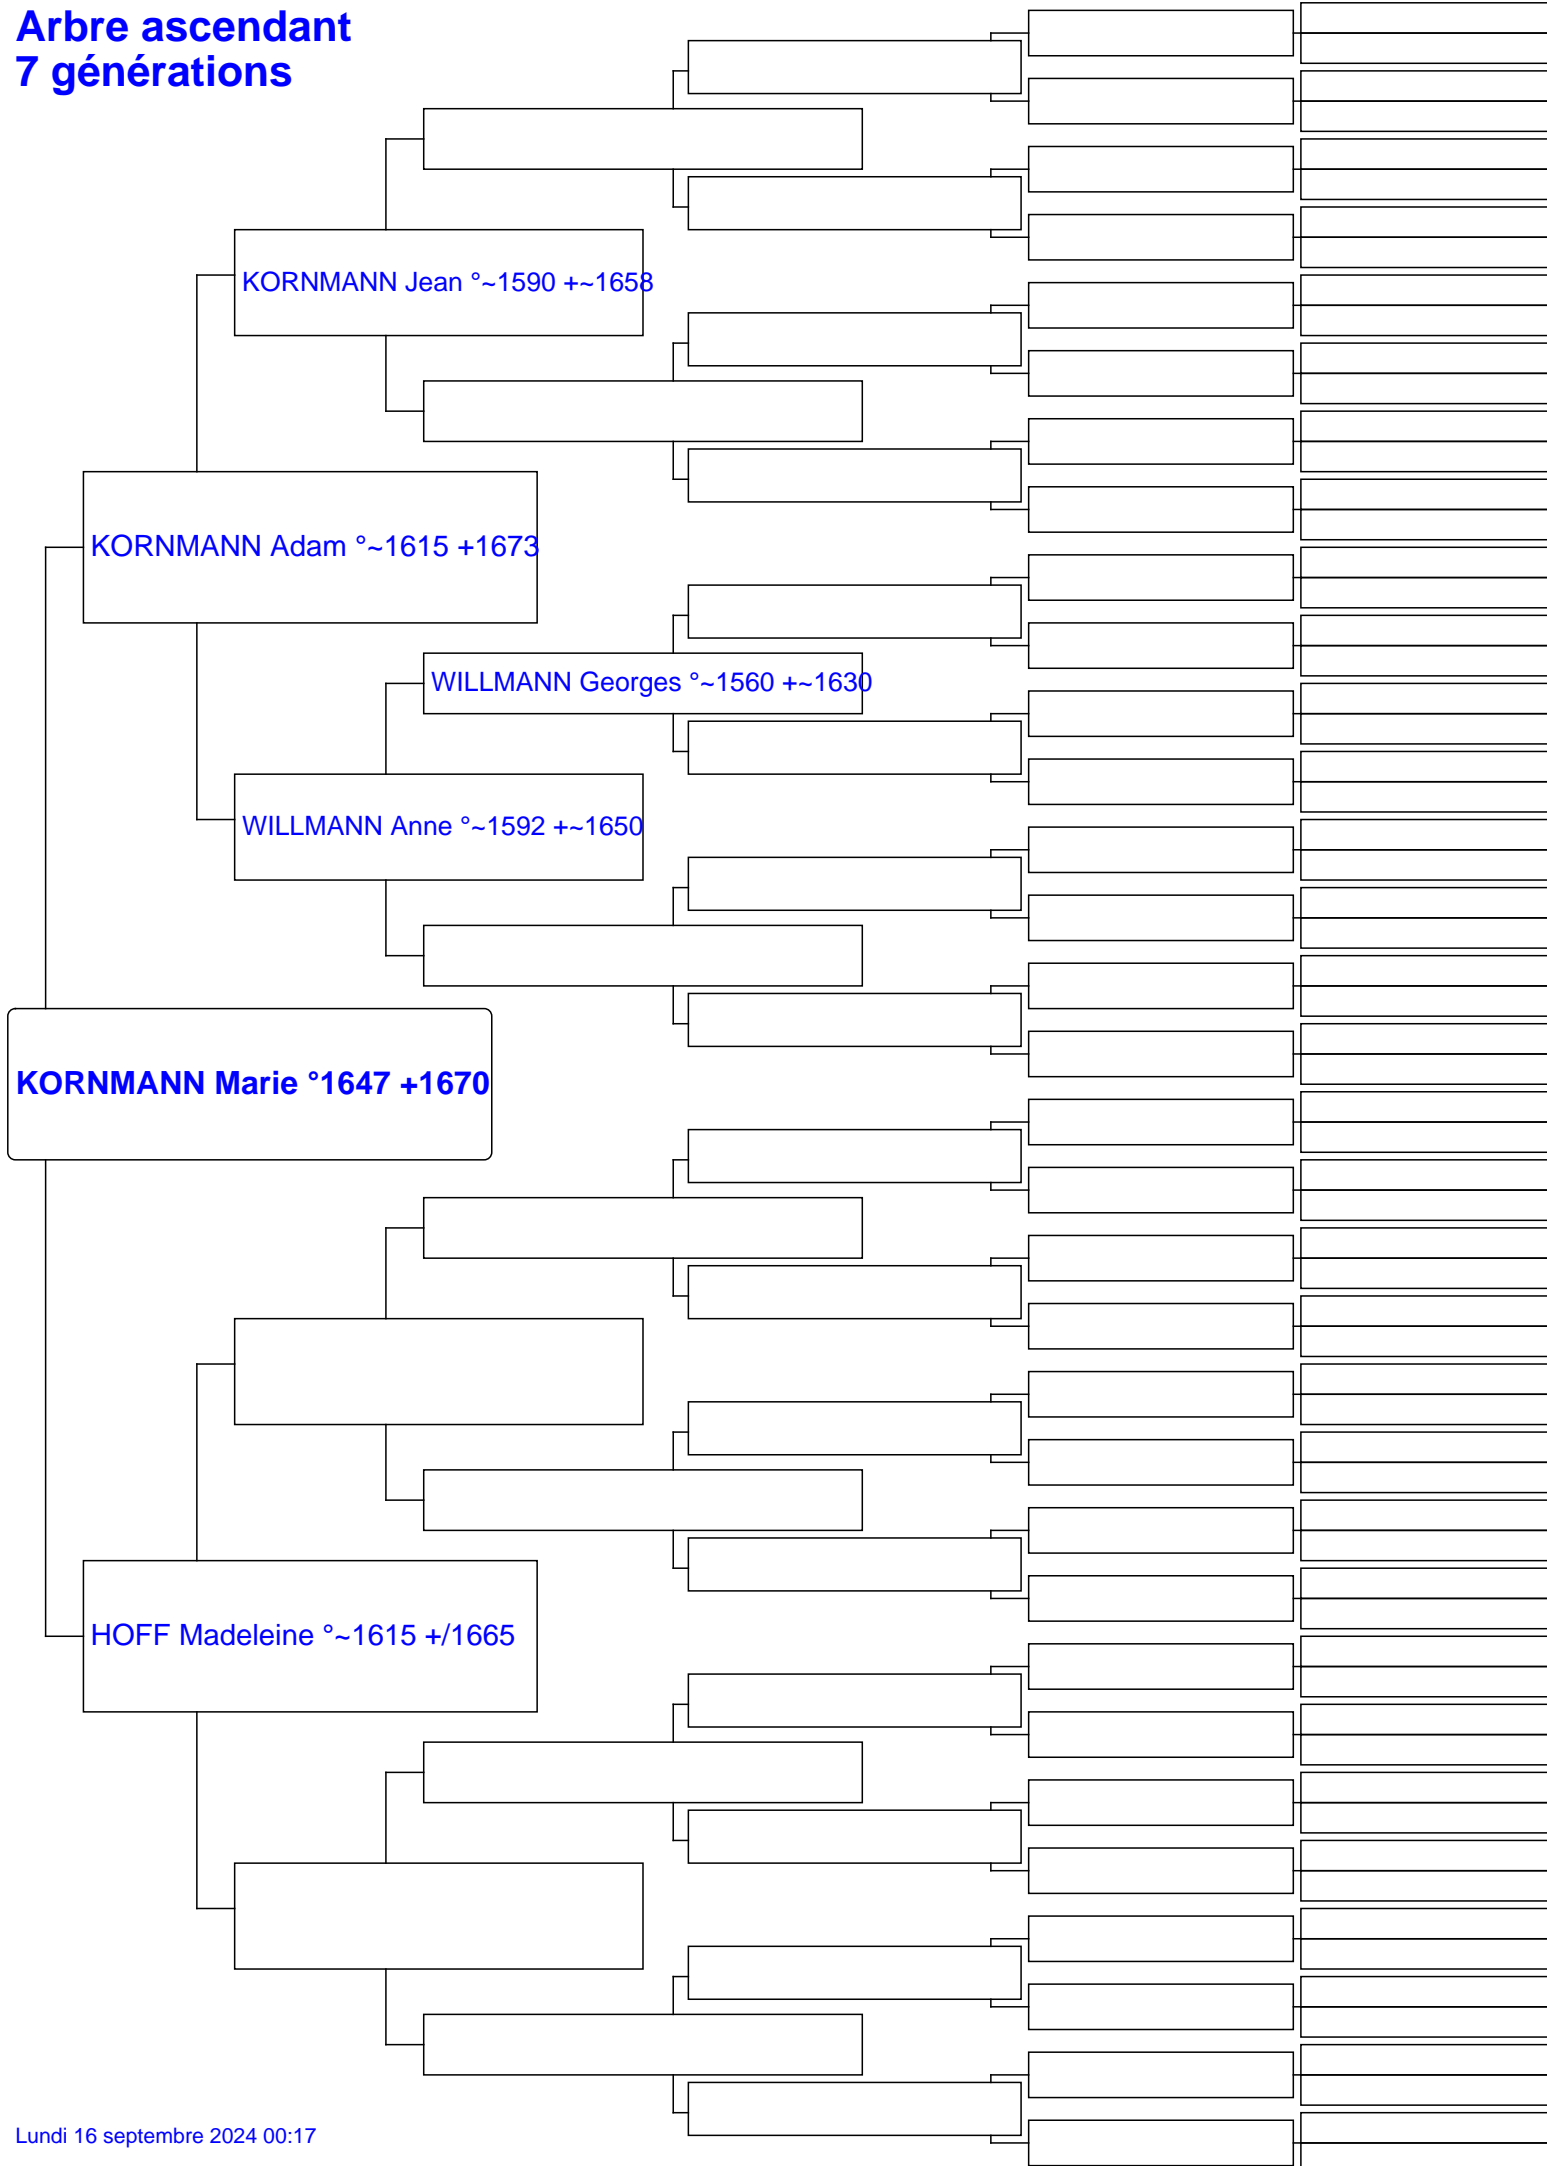 Arbre ascendant
7 générations
KORNMANN Jean °~1590 +~1658
KORNMANN Adam °~1615 +1673
WILLMANN Georges °~1560 +~1630
WILLMANN Anne °~1592 +~1650
KORNMANN Marie °1647 +1670
HOFF Madeleine °~1615 +/1665
Lundi 16 septembre 2024 00:17